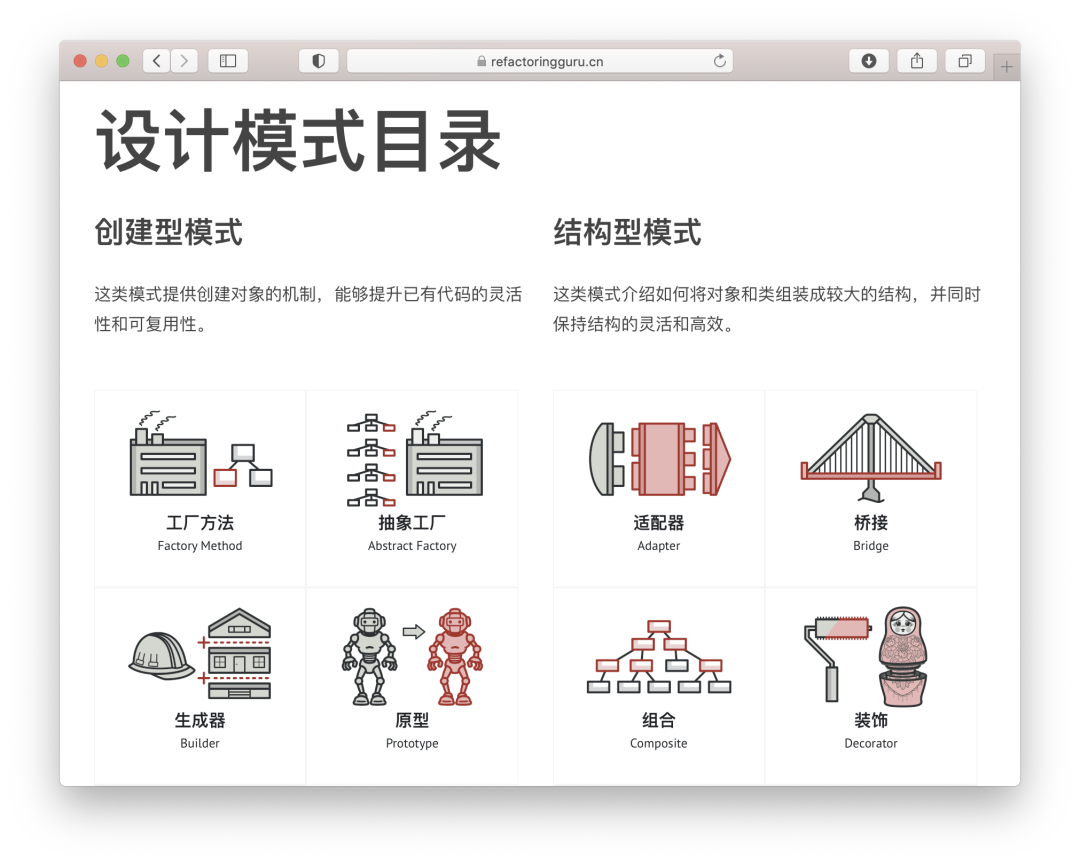 refactoringguru.cn
设计模式目录
创建型模式
这类模式提供创建对象的机制，能够提升已有代码的灵活
性和可复用性。
结构型模式
这类模式介绍如何将对象和类组装成较大的结构，并同时
保持结构的灵活和高效。
工厂方法
Factory Method
抽象工厂
Abstract Factory
适配器
Adapter
桥接
Bridge
生成器
Builder
原型
Prototype
组合
Composite
装饰
Decorator